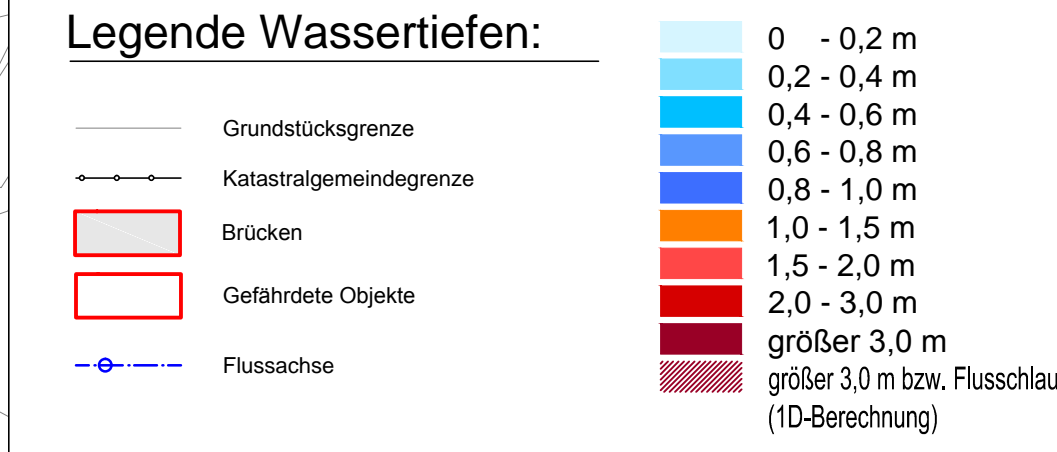 Legende Wassertiefen:
Grundstücksgrenze
Katastralgemeindegrenze
Brücken
Gefährdete Objekte
Flussachse
0 - 0,2 m
0,2 - 0,4 m
0,4 - 0,6 m
0,6 - 0,8 m
0,8 - 1,0 m
1,0 - 1,5 m
1,5 - 2,0 m
2,0 - 3,0 m
größer 3,0 m
größer 3,0 m bzw. Flusschlau
(1D-Berechnung)